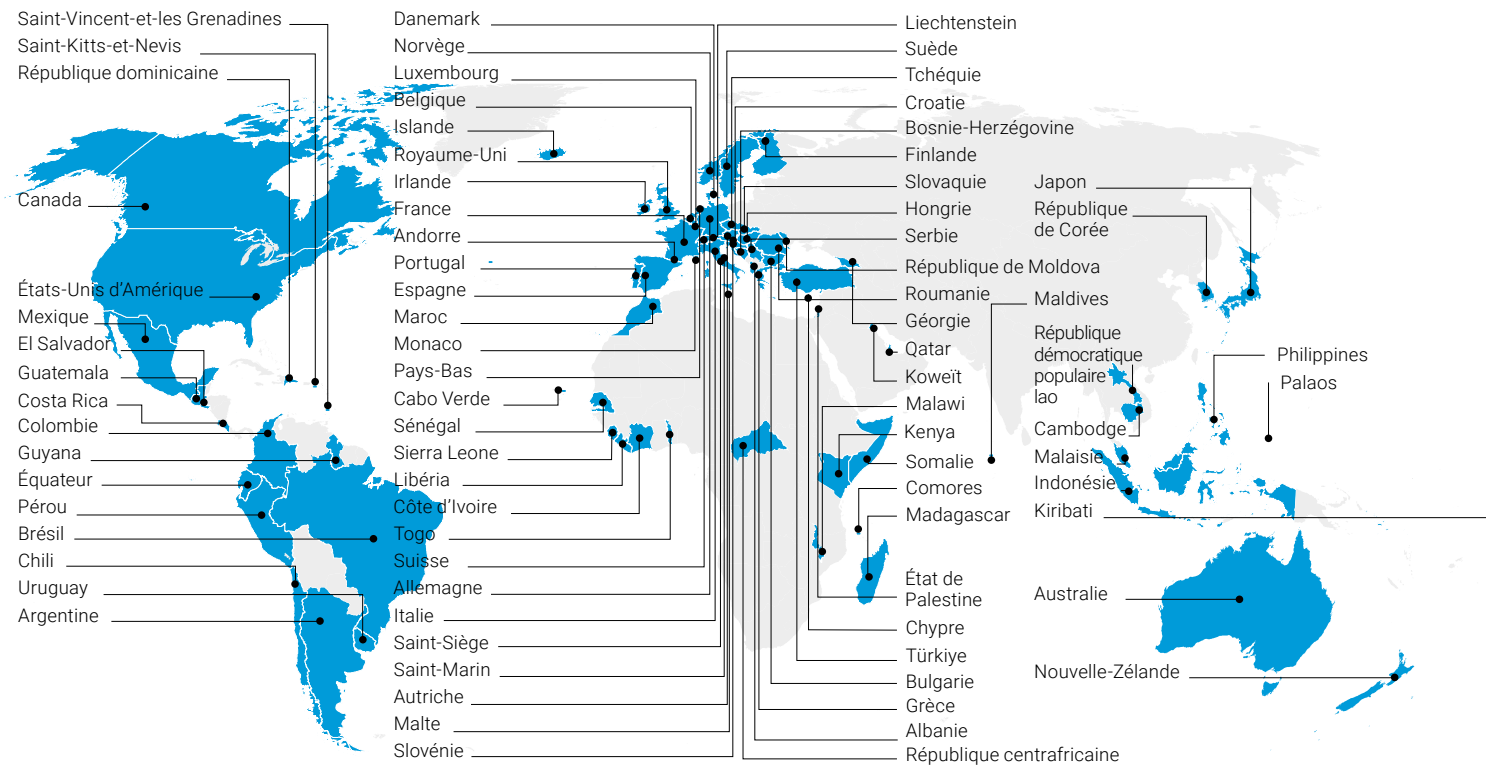 Saint-Vincent-et-les Grenadines
Saint-Kitts-et-Nevis
République dominicaine
Canada
États-Unis d’Amérique
Mexique
El Salvador
Guatemala
Costa Rica
Colombie
Guyana
Équateur
Pérou
Brésil
Chili
Uruguay
Argentine
Danemark
Norvège
Luxembourg
Belgique
Islande
Royaume-Uni
Irlande
France
Andorre
Portugal
Espagne
Maroc
Monaco
Pays-Bas
Cabo Verde
Sénégal
Sierra Leone
Libéria
Côte d’Ivoire
Togo
Suisse
Allemagne
Italie
Saint-Siège
Saint-Marin
Autriche
Malte
Slovénie
Liechtenstein
Suède
Tchéquie
Croatie
Bosnie-Herzégovine
Finlande
Slovaquie
Hongrie
Serbie
République de Moldova
Roumanie
Géorgie
Qatar
Koweït
Malawi
Kenya
Somalie
Comores
Madagascar
État de
Palestine
Chypre
Türkiye
Bulgarie
Grèce
Albanie
République centrafricaine
Japon
République
de Corée
Maldives
République
démocratique
populaire
lao
Cambodge
Malaisie
Indonésie
Kiribati
Philippines
Palaos
Australie
Nouvelle-Zélande